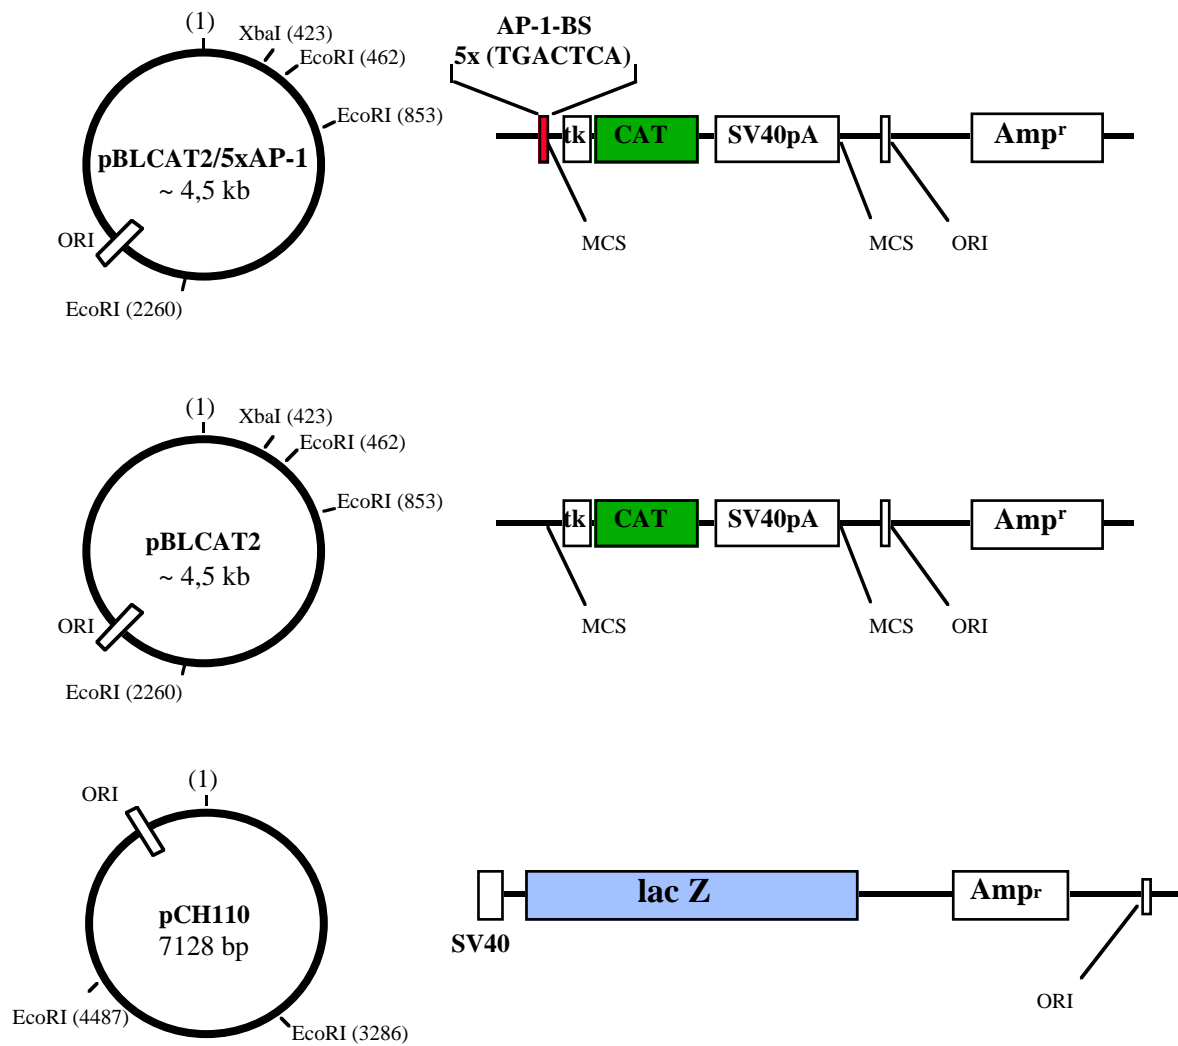 (1)
XbaI (423)
EcoRI (462)
EcoRI (853)
pBLCAT2/5xAP-1
~ 4,5 kb
ORI
EcoRI (2260)
AP-1-BS
5x (TGACTCA)
tk
CAT
SV40pA
Ampr
MCS
MCS
ORI
(1)
XbaI (423)
EcoRI (462)
EcoRI (853)
pBLCAT2
~ 4,5 kb
ORI
EcoRI (2260)
tk
CAT
SV40pA
Ampr
MCS
MCS
ORI
(1)
ORI
pCH110
7128 bp
EcoRI (4487)
EcoRI (3286)
lac Z
Ampr
SV40
ORI